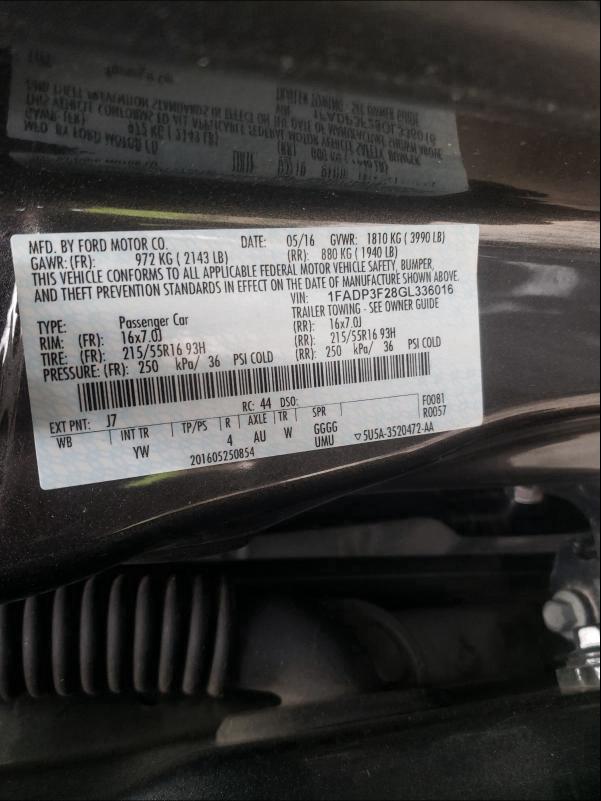 MFD. BY FORD MOTOR CO. DATE: 05/16 GVWR: 1810 KG ( 3990 LB)
GAWR: (FR): 972 KG ( 2143 LB) (RR): 880 KG ( 1940 LB)
THIS VEHICLE CONFORMS TO ALL APPLICABLE FEDERAL MOTOR VEHICLE SAFETY, BUMPER,
AND THEFT PREVENTION STANDARDS IN EFFECT ON THE DATE OF MANUFACTURE SHOWN ABOVE.
VIN: 1FADP3F28GL336016
TYPE: Passenger Car TRAILER TOWING - SEE OWNER GUIDE
RIM: (FR): 16x7.0J (RR): 16x7.0J
TIRE: (FR): 215/55R16 93H (RR): 215/55R16 93H
PRESSURE: (FR): 250 kPa/ 36 PSI COLD (RR): 250 kPa/ 36 PSI COLD
EXT PNT: J7 RC: 44 DSO: F0081
R0057
WB INT TR TP/PS R AXLE TR SPR
YW 4 AU W GGGG
UMU
▽5U5A-3520472-AA
201605250854